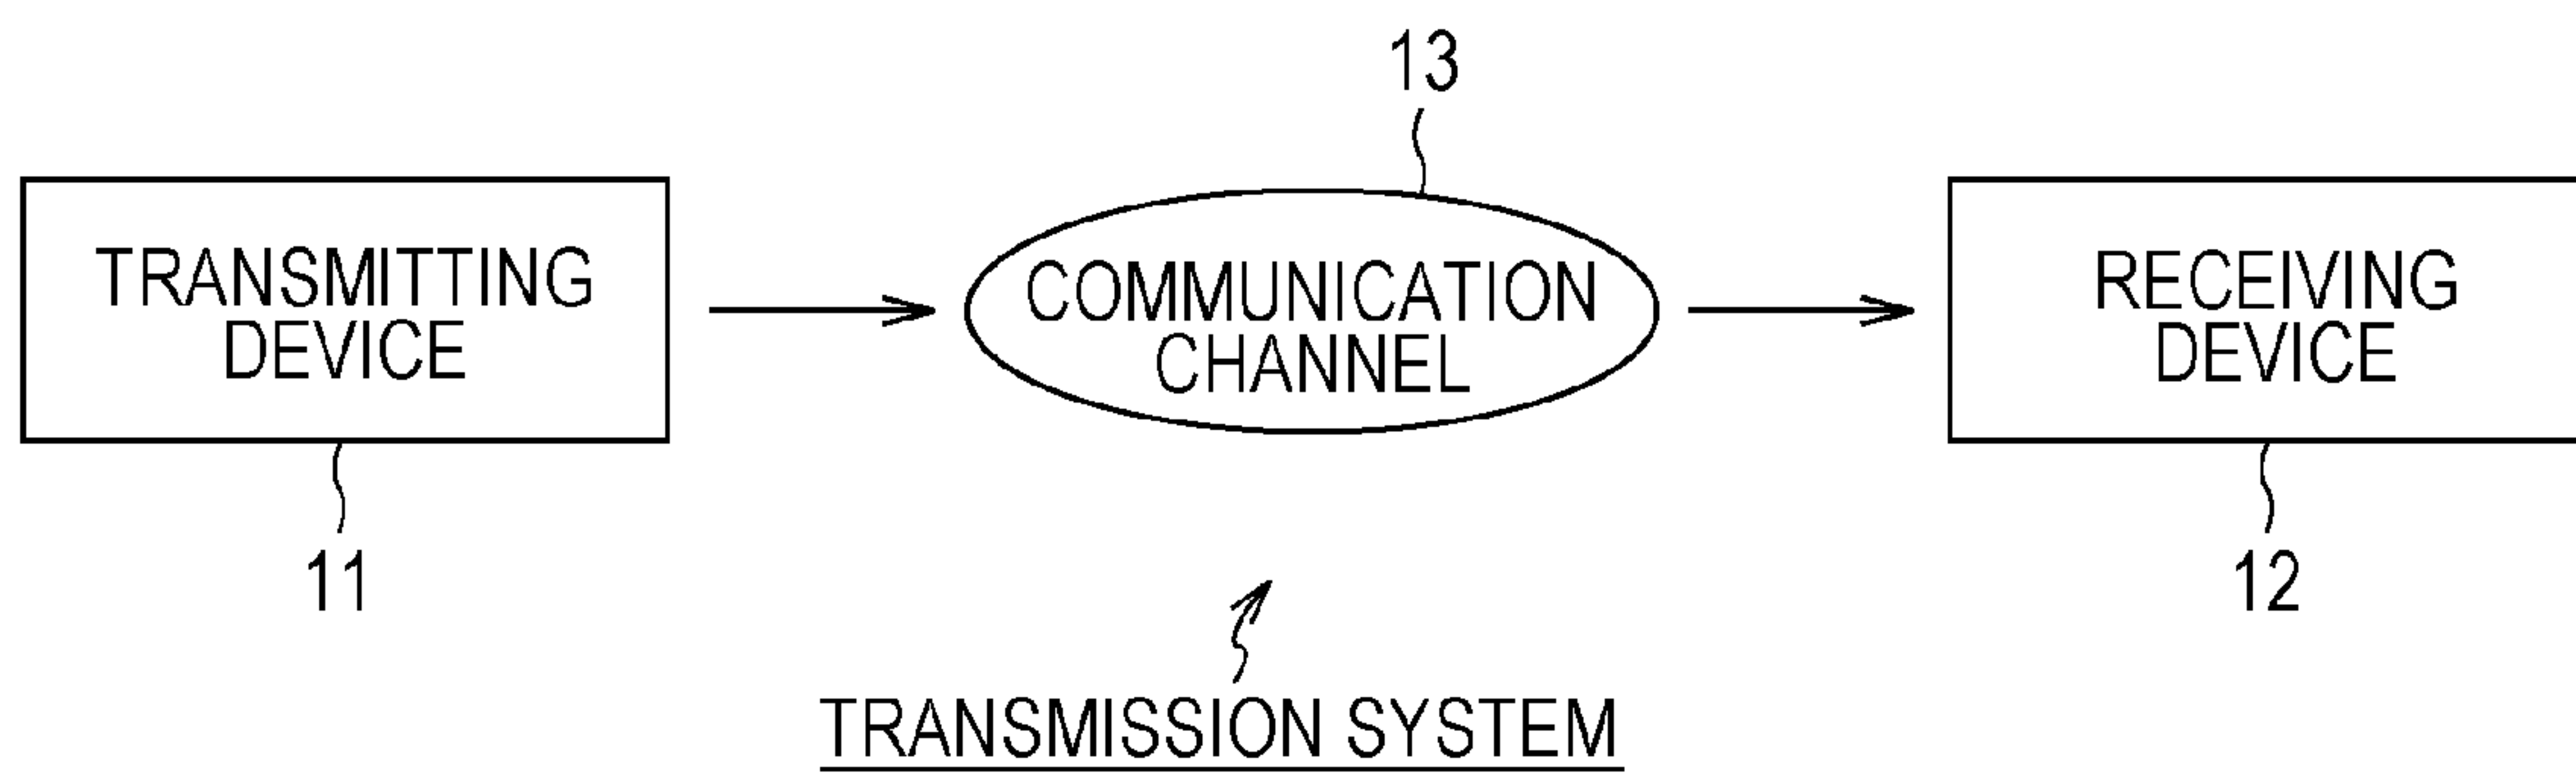 13
TRANSMITTING
DEVICE
COMMUNICATION
CHANNEL
RECEIVING
DEVICE
11
12
TRANSMISSION SYSTEM